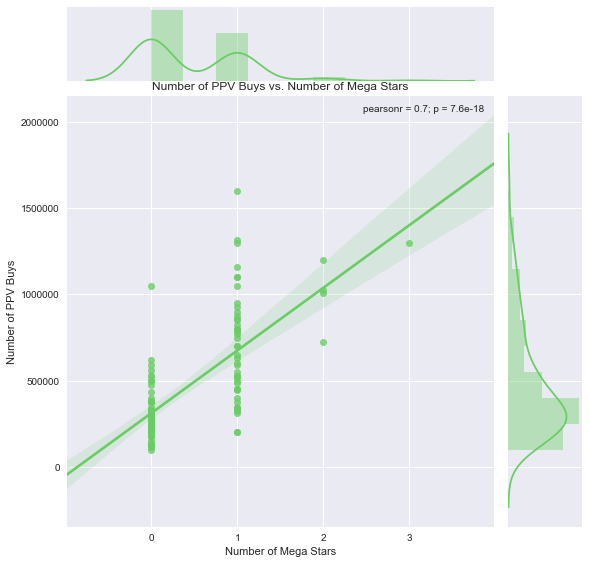 Number of PPV Buys vs. Number of Mega Stars
pearsonr = 0.7; p = 7.6e-18
2000000
1500000
1000000
500000
0
Number of PPV Buys
0 1 2 3
Number of Mega Stars